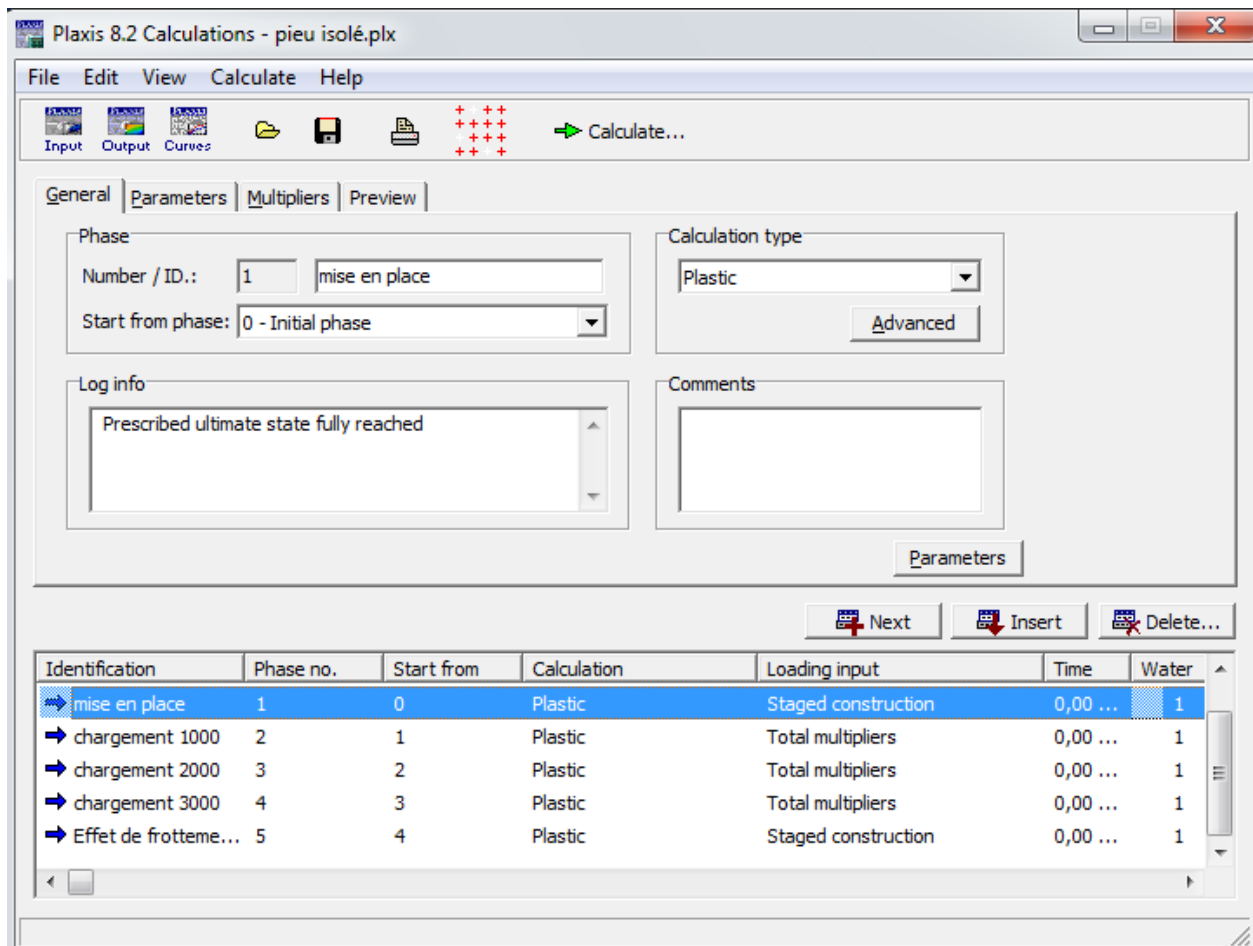 Plaxis 8.2 Calculations - pieu isolé.plx
File Edit View Calculate Help
PLAXIS PLAXIS PLAXIS
Input Output Curves Calculate...
General Parameters Multipliers Preview
Phase
Number / ID.: 1 mise en place
Start from phase: 0 - Initial phase
Calculation type
Plastic
Advanced
Log info
Prescribed ultimate state fully reached
Comments
Parameters
Next Insert Delete...
Identification Phase no. Start from Calculation Loading input Time Water
mise en place 1 0 Plastic Staged construction 0,00 ... 1
chargement 1000 2 1 Plastic Total multipliers 0,00 ... 1
chargement 2000 3 2 Plastic Total multipliers 0,00 ... 1
chargement 3000 4 3 Plastic Total multipliers 0,00 ... 1
Effet de frotteme... 5 4 Plastic Staged construction 0,00 ... 1